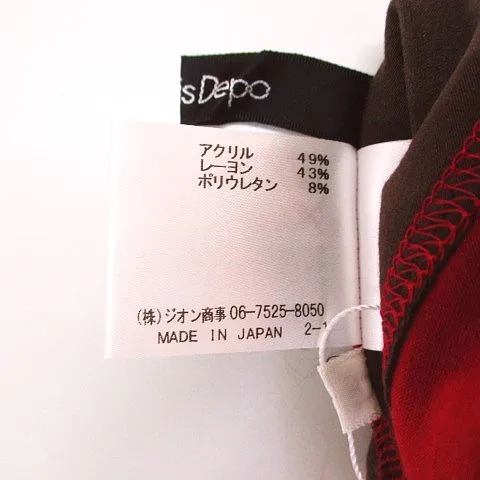 is Depo
アクリル 49%
レーヨン 43%
ポリウレタン 8%
(株)ジオン商事 06-7525-8050
MADE IN JAPAN 2-1